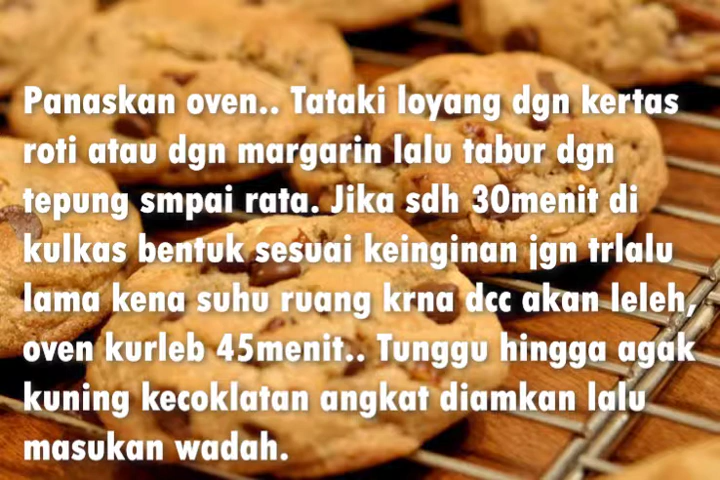 Panaskan oven.. Tataki loyang dgn kertas
roti atau dgn margarin lalu tabur dgn
tepung smpai rata. Jika sdh 30menit di
kulkas bentuk sesuai keinginan jgn trlalu
lama kena suhu ruang krna dcc akan leleh,
oven kurleb 45menit.. Tunggu hingga agak
kuning kecoklatan angkat diamkan lalu
masukan wadah.